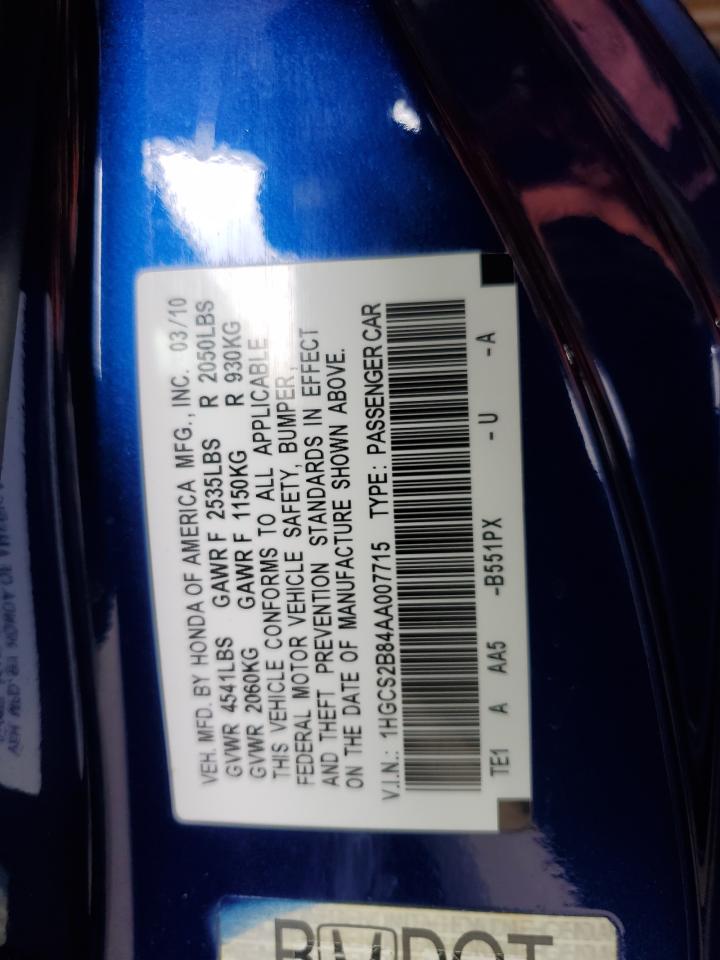 VEH. MFD. BY HONDA OF AMERICA MFG., INC. 03/10
GVWR 4541LBS GAWR F 2535LBS R 2050LBS
GVWR 2060KG GAWR F 1150KG R 930KG
THIS VEHICLE CONFORMS TO ALL APPLICABLE
FEDERAL MOTOR VEHICLE SAFETY, BUMPER,
AND THEFT PREVENTION STANDARDS IN EFFECT
ON THE DATE OF MANUFACTURE SHOWN ABOVE.
V.I.N.: 1HGCS2B84AA007715 TYPE: PASSENGER CAR
TE1 A AA5 -B551PX - U - A